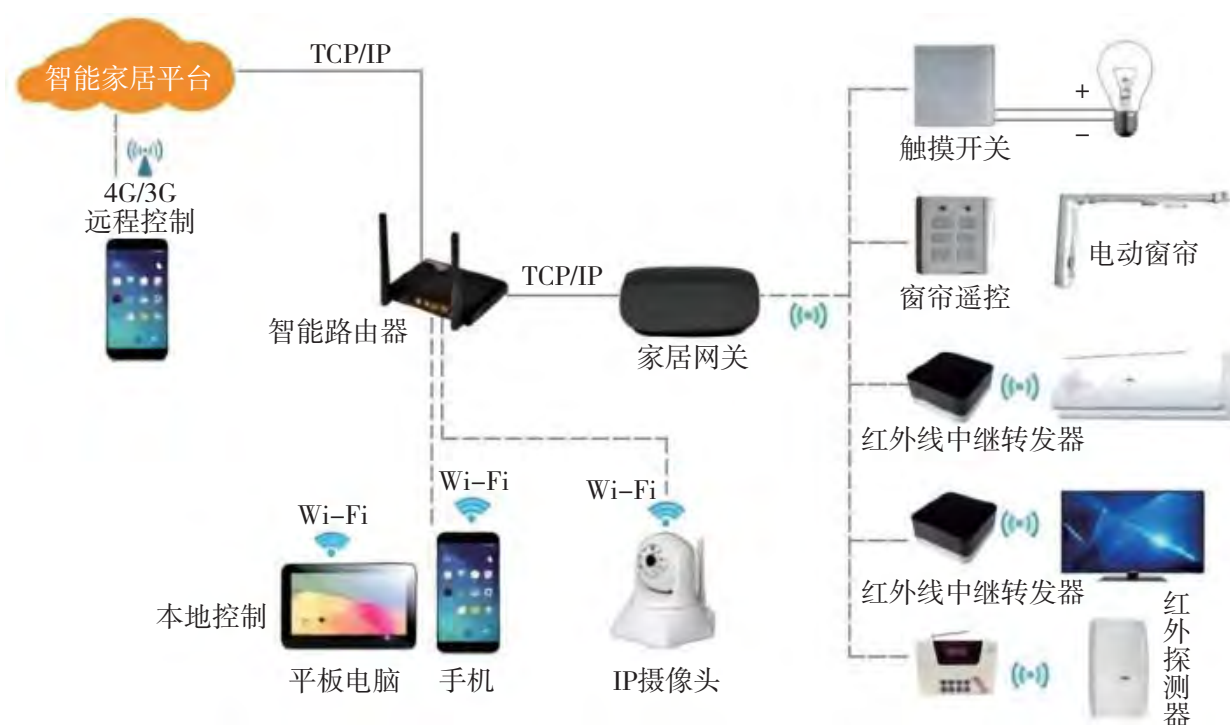 智能家居平台
TCP/IP
4G/3G
远程控制
智能路由器
TCP/IP
家居网关
+
−
触摸开关
窗帘遥控
电动窗帘
红外线中继转发器
红外线中继转发器
红外探测器
Wi-Fi
Wi-Fi
Wi-Fi
本地控制
平板电脑
手机
IP摄像头